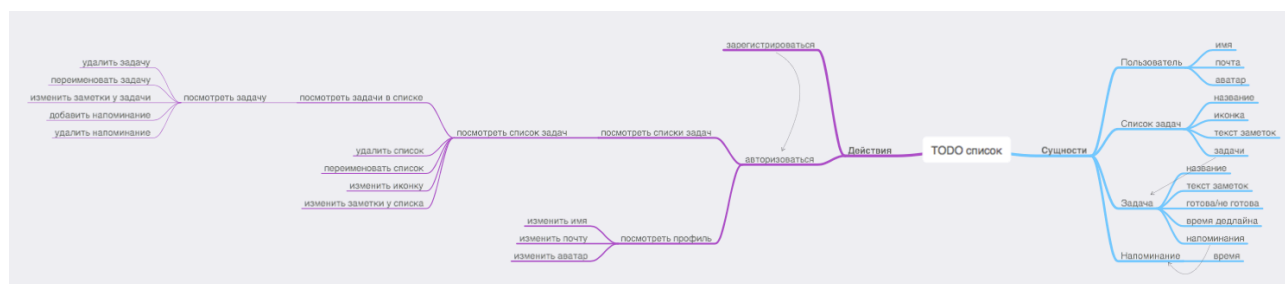 TODO список
Действия
зарегистрироваться
авторизоваться
посмотреть списки задач
посмотреть список задач
посмотреть задачи в списке
посмотреть задачу
удалить задачу
переименовать задачу
изменить заметки у задачи
добавить напоминание
удалить напоминание
удалить список
переименовать список
изменить иконку
изменить заметки у списка
посмотреть профиль
изменить имя
изменить почту
изменить аватар
Сущности
Пользователь
имя
почта
аватар
Список задач
название
иконка
текст заметок
задачи
Задача
название
текст заметок
готова/не готова
время дедлайна
напоминания
Напоминание
время